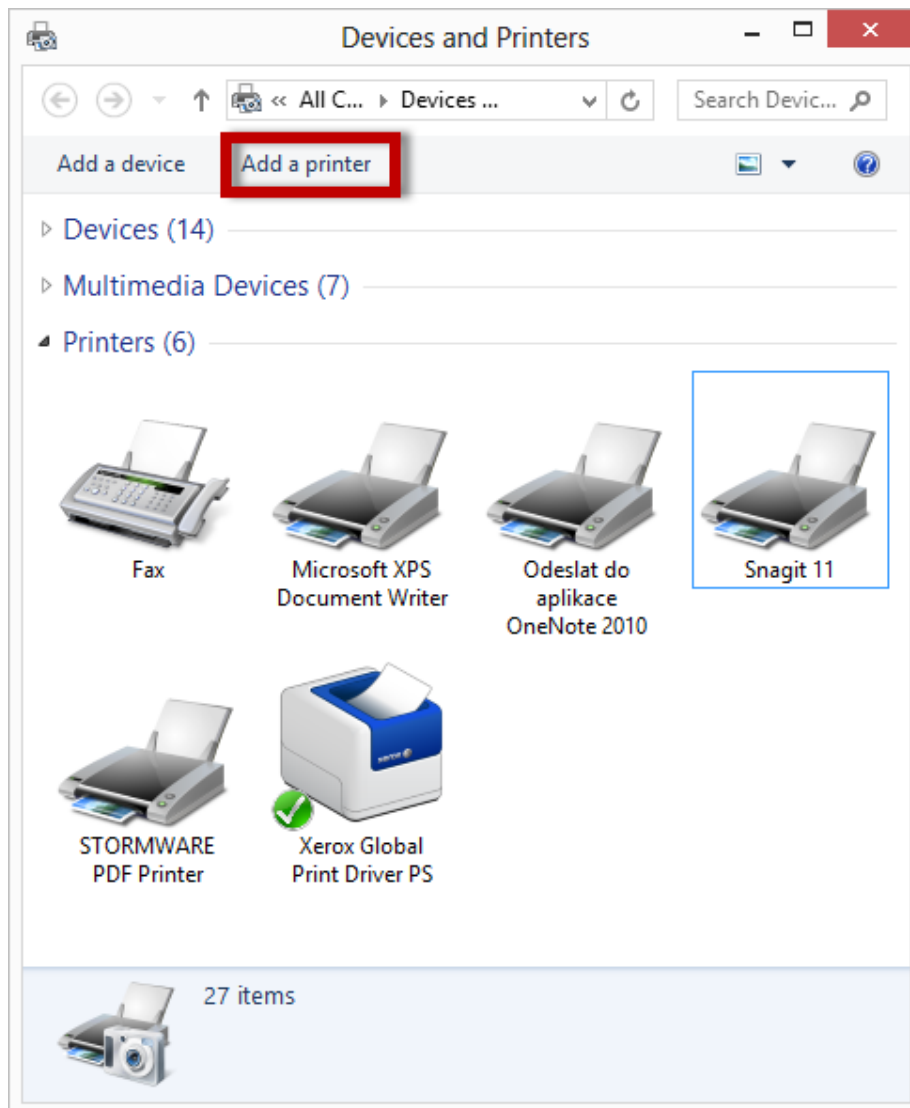 Devices and Printers
« All C... Devices ...
Search Devic...
Add a device
Add a printer
Devices (14)
Multimedia Devices (7)
Printers (6)
Fax
Microsoft XPS
Document Writer
Odeslat do
aplikace
OneNote 2010
Snagit 11
xerox
STORMWARE
PDF Printer
Xerox Global
Print Driver PS
27 items